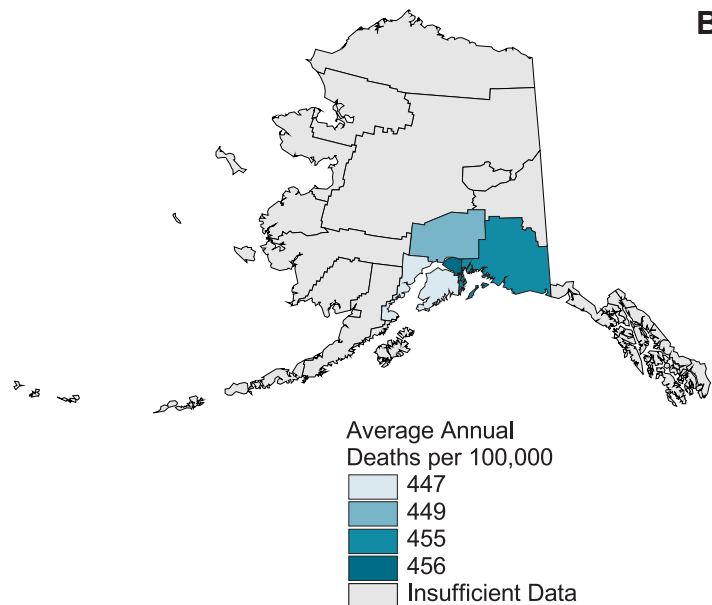 B
Average Annual
Deaths per 100,000
447
449
455
456
Insufficient Data